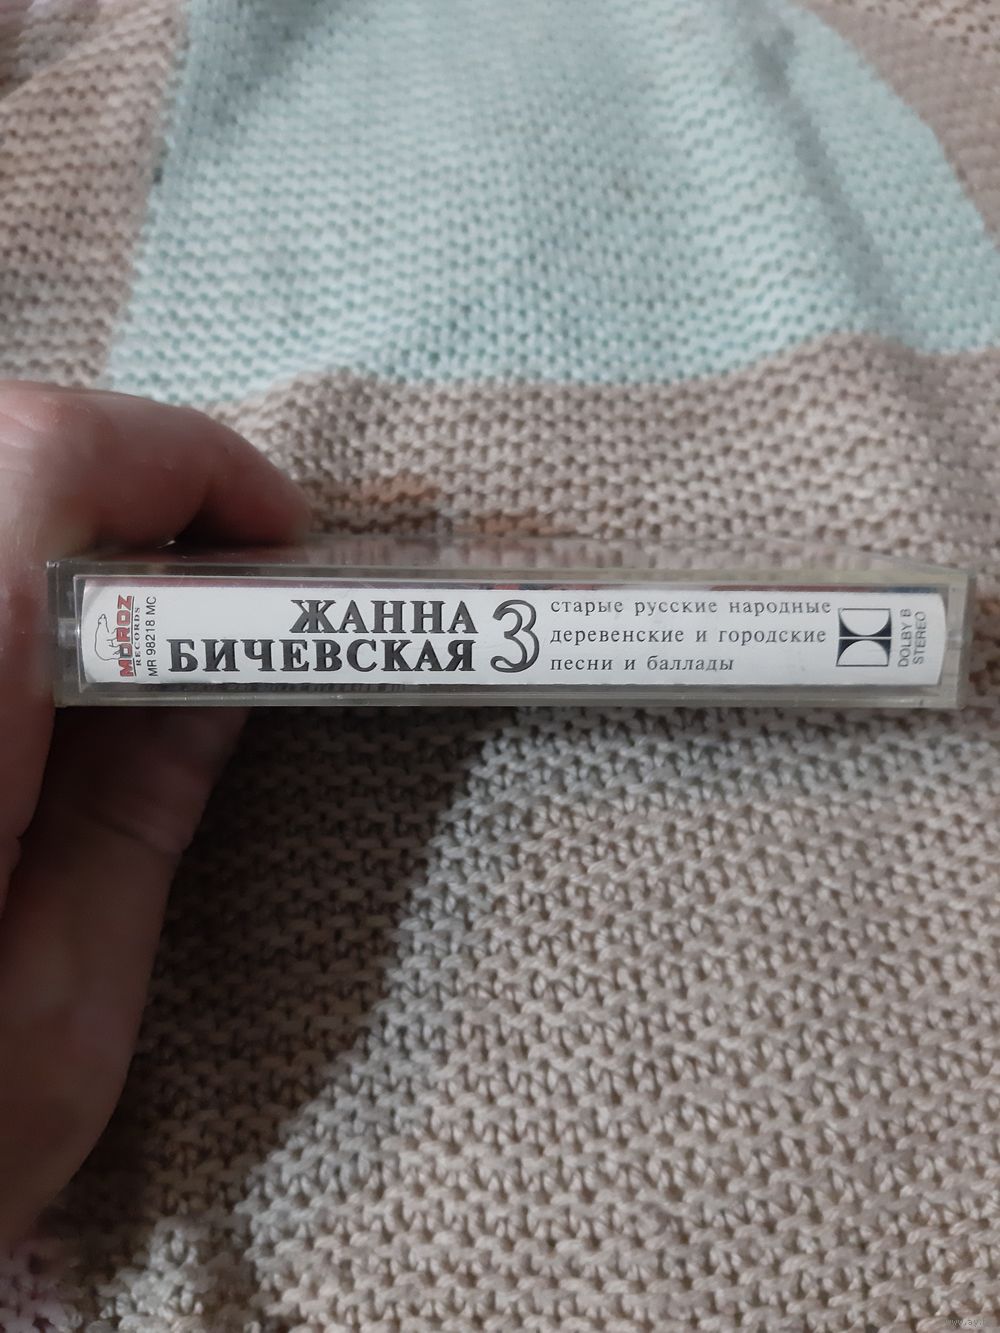 MOROZ
RECORDS
MR 98218 MC
ЖАННА
БИЧЕВСКАЯ
3
старые русские народные
деревенские и городские
песни и баллады
DOLBY B
STEREO